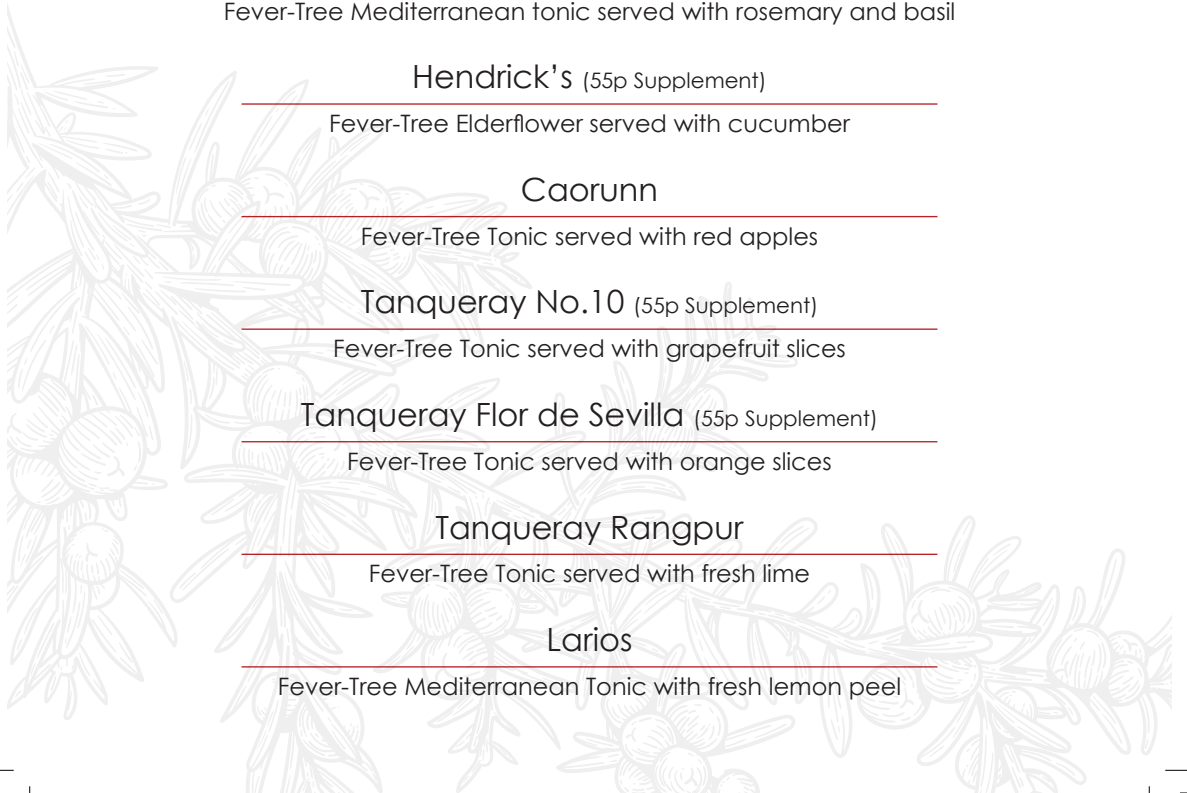 Fever-Tree Mediterranean tonic served with rosemary and basil
Hendrick's (55p Supplement)
Fever-Tree Elderflower served with cucumber
Caorunn
Fever-Tree Tonic served with red apples
Tanqueray No.10 (55p Supplement)
Fever-Tree Tonic served with grapefruit slices
Tanqueray Flor de Sevilla (55p Supplement)
Fever-Tree Tonic served with orange slices
Tanqueray Rangpur
Fever-Tree Tonic served with fresh lime
Larios
Fever-Tree Mediterranean Tonic with fresh lemon peel